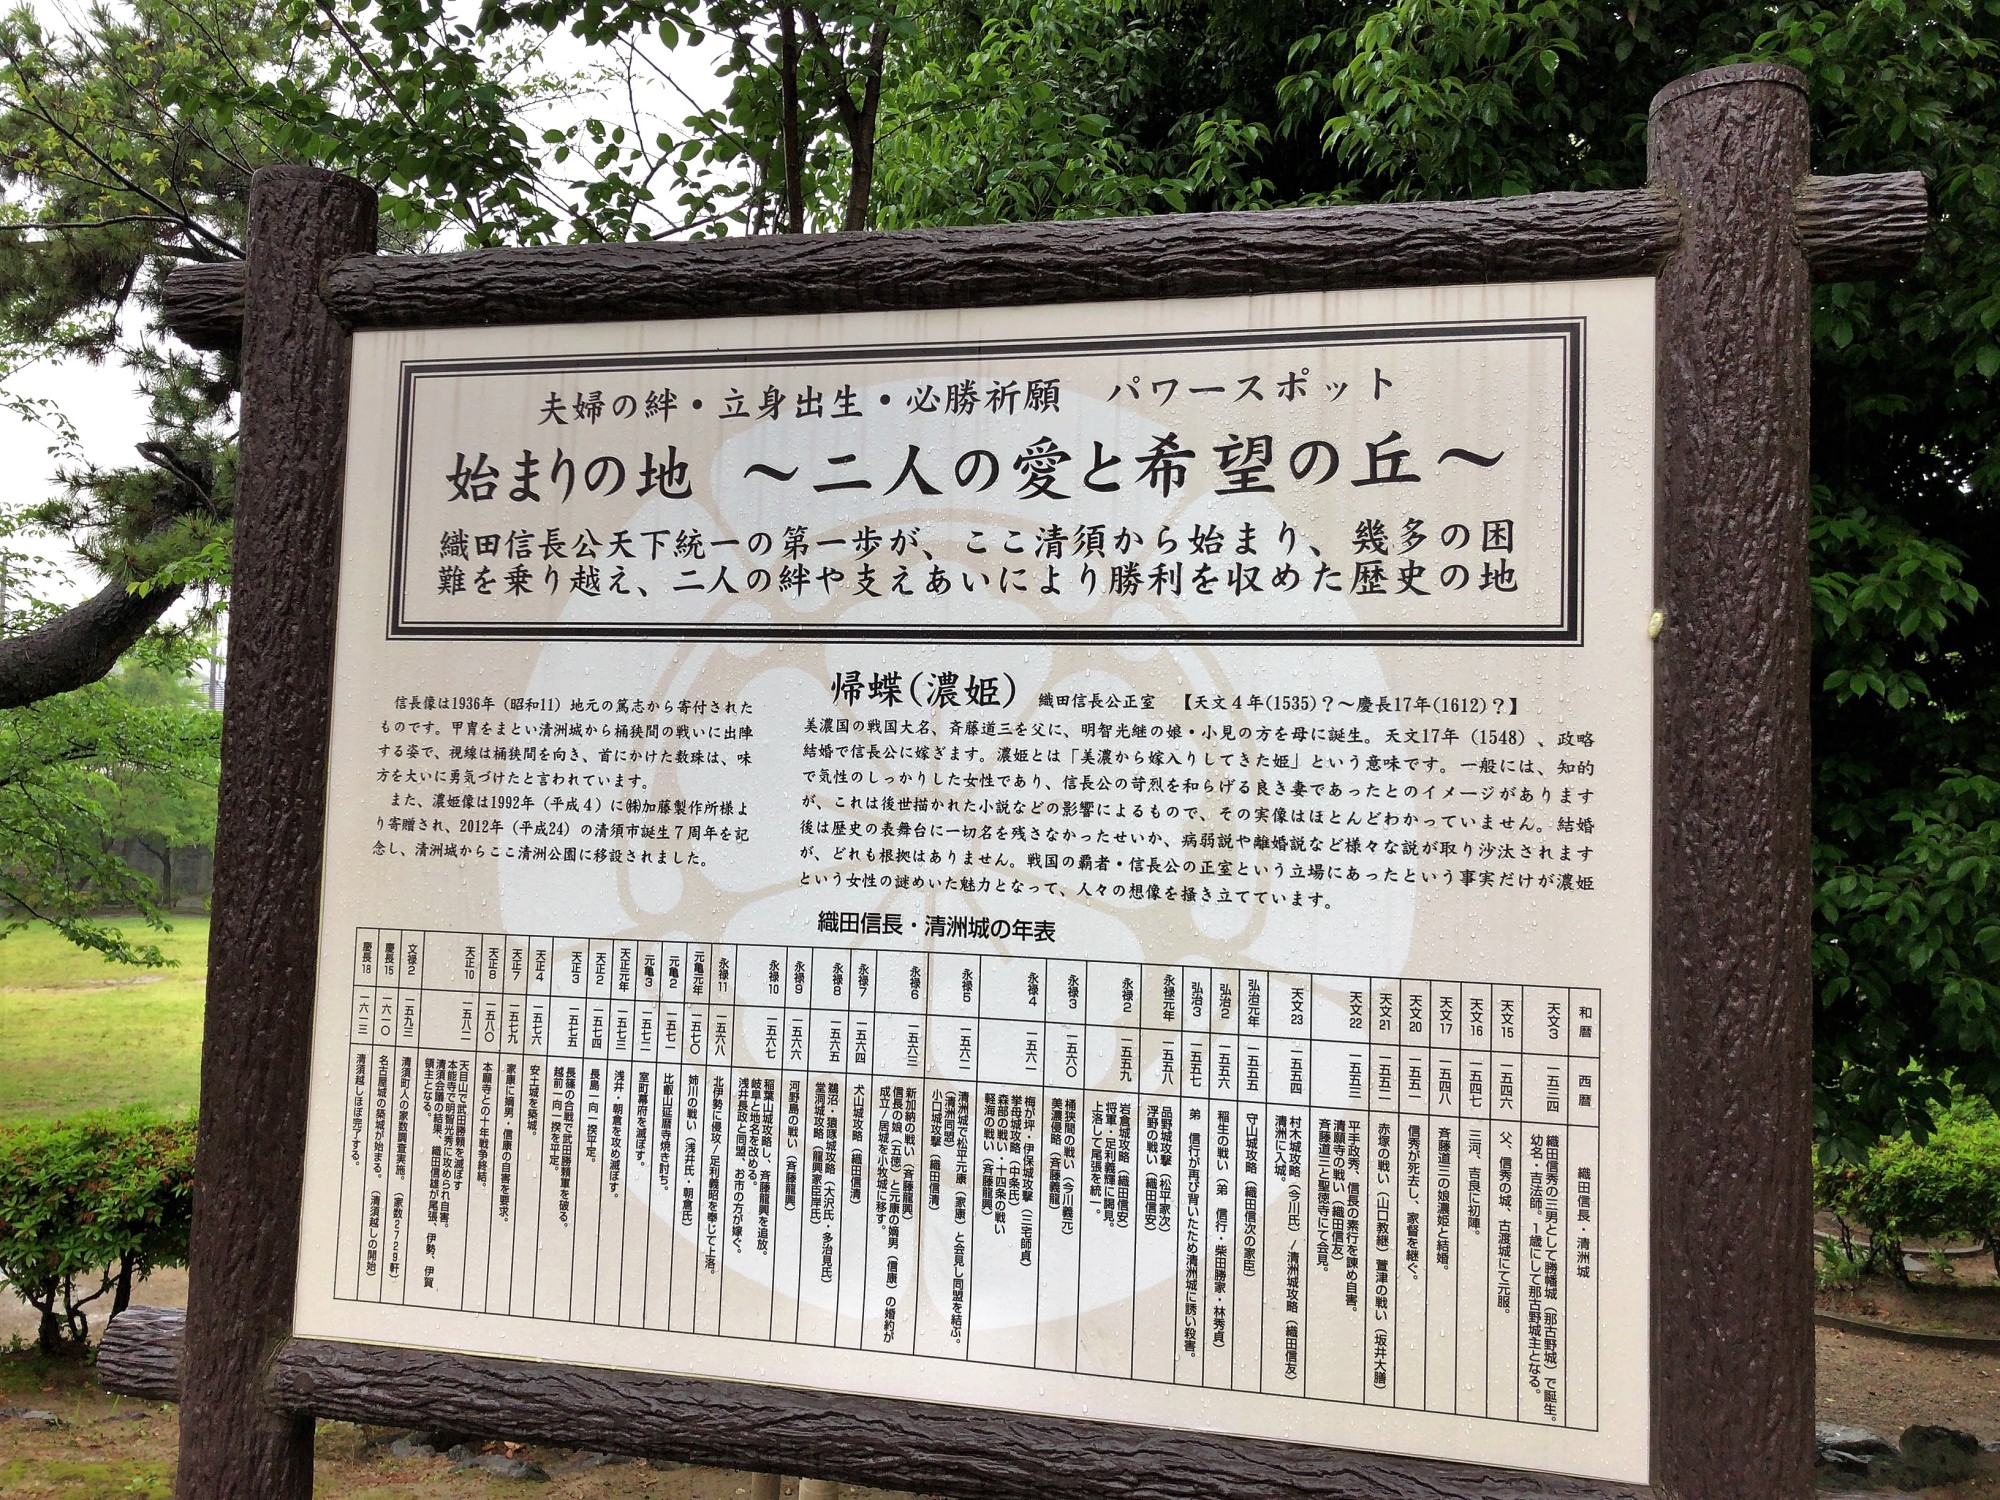 夫婦の絆・立身出生・必勝祈願　パワースポット
始まりの地　～二人の愛と希望の丘～
織田信長公天下統一の第一歩が、ここ清須から始まり、幾多の困
難を乗り越え、二人の絆や支えあいにより勝利を収めた歴史の地
信長像は1936年（昭和11）地元の篤志から寄付された
ものです。甲冑をまとい清洲城から桶狭間の戦いに出陣
する姿で、視線は桶狭間を向き、首にかけた数珠は、味
方を大いに勇気づけたと言われています。
また、濃姫像は1992年（平成４）に㈱加藤製作所様よ
り寄贈され、2012年（平成24）の清須市誕生７周年を記
念し、清洲城からここ清洲公園に移設されました。
帰蝶(濃姫)　織田信長公正室　【天文４年(1535)？～慶長17年(1612)？】
美濃国の戦国大名、斉藤道三を父に、明智光継の娘・小見の方を母に誕生。天文17年（1548）、政略
結婚で信長公に嫁ぎます。濃姫とは「美濃から嫁入りしてきた姫」という意味です。一般には、知的
で気性のしっかりした女性であり、信長公の苛烈を和らげる良き妻であったとのイメージがあります
が、これは後世描かれた小説などの影響によるもので、その実像はほとんどわかっていません。結婚
後は歴史の表舞台に一切名を残さなかったせいか、病弱説や離婚説など様々な説が取り沙汰されます
が、どれも根拠はありません。戦国の覇者・信長公の正室という立場にあったという事実だけが濃姫
という女性の謎めいた魅力となって、人々の想像を掻き立てています。
織田信長・清洲城の年表
和暦　西暦　織田信長・清洲城
天文3　一五三四　織田信秀の三男として勝幡城（那古野城）で誕生。
幼名・吉法師。1歳にして那古野城主となる。
天文15　一五四六　父、信秀の城、古渡城にて元服。
天文16　一五四七　三河、吉良に初陣。
天文17　一五四八　斉藤道三の娘濃姫と結婚。
天文20　一五五一　信秀が死去し、家督を継ぐ。
天文21　一五五二　赤塚の戦い（山口教継）萱津の戦い（坂井大膳）
天文22　一五五三　平手政秀、信長の素行を諫め自害。
清願寺の戦い（織田信友）
斉藤道三と聖徳寺にて会見。
天文23　一五五四　村木城攻略（今川氏）/清洲城攻略（織田信友）
清洲に入城。
弘治元年　一五五五　守山城攻略（織田信次の家臣）
弘治2　一五五六　稲生の戦い（弟　信行・柴田勝家・林秀貞）
弘治3　一五五七　弟　信行が再び背いたため清洲城に誘い殺害。
永禄元年　一五五八　品野城攻撃（松平家次）
浮野の戦い（織田信安）
永禄2　一五五九　岩倉城攻略（織田信安）
将軍・足利義輝に謁見。
上洛して尾張を統一。
永禄3　一五六〇　桶狭間の戦い（今川義元）
美濃侵略（斉藤義龍）
永禄4　一五六一　梅が坪・伊保城攻撃（三宅師貞）
挙母城攻略（中条氏）
森部の戦い・十四条の戦い
軽海の戦い（斉藤龍興）
永禄5　一五六二　清洲城で松平元康（家康）と会見し同盟を結ぶ。
（清洲同盟）
小口城攻撃（織田信清）
永禄6　一五六三　新加納の戦い（斉藤龍興）
信長の娘（五徳）と元康の嫡男（信康）の婚約が
成立／居城を小牧城に移す。
永禄7　一五六四　犬山城攻略（織田信清）
永禄8　一五六五　鵜沼・猿啄城攻略（大沢氏・多治見氏）
堂洞城攻略（龍興家臣岸氏）
永禄9　一五六六　河野島の戦い（斉藤龍興）
永禄10　一五六七　稲葉山城攻略し、斉藤龍興を追放。
岐阜と地名を改める。
浅井長政と同盟、お市の方が嫁ぐ。
永禄11　一五六八　北伊勢に侵攻・足利義昭を奉じて上洛。
元亀元年　一五七〇　姉川の戦い（浅井氏・朝倉氏）
元亀2　一五七一　比叡山延暦寺焼き討ち。
元亀3　一五七二　室町幕府を滅ぼす。
天正元年　一五七三　浅井・朝倉を攻め滅ぼす。
天正2　一五七四　長島一向一揆平定。
天正3　一五七五　長篠の合戦で武田勝頼軍を破る。
越前一向一揆を平定。
天正4　一五七六　安土城を築城。
天正7　一五七九　家康に嫡男・信康の自害を要求。
天正8　一五八〇　本願寺との十年戦争終結。
天正10　一五八二　天目山で武田勝頼を滅ぼす
本能寺で明智光秀に攻められ自害。
清須会議の結果、織田信雄が尾張、伊勢、伊賀
領主となる。
文禄2　一五九三　清須町人の家数調査実施。（家数2729軒）
慶長15　一六一〇　名古屋城の築城が始まる。（清須越しの開始）
慶長18　一六一三　清須越しほぼ完了する。